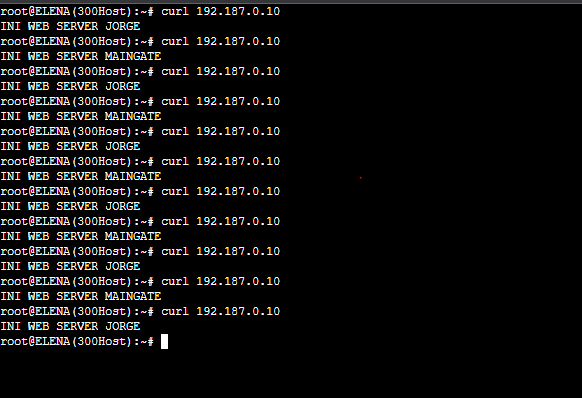 root@ELENA(300Host):~# curl 192.187.0.10
INI WEB SERVER JORGE
root@ELENA(300Host):~# curl 192.187.0.10
INI WEB SERVER MAINGATE
root@ELENA(300Host):~# curl 192.187.0.10
INI WEB SERVER JORGE
root@ELENA(300Host):~# curl 192.187.0.10
INI WEB SERVER MAINGATE
root@ELENA(300Host):~# curl 192.187.0.10
INI WEB SERVER JORGE
root@ELENA(300Host):~# curl 192.187.0.10
INI WEB SERVER MAINGATE
root@ELENA(300Host):~# curl 192.187.0.10
INI WEB SERVER JORGE
root@ELENA(300Host):~# curl 192.187.0.10
INI WEB SERVER MAINGATE
root@ELENA(300Host):~# curl 192.187.0.10
INI WEB SERVER JORGE
root@ELENA(300Host):~# curl 192.187.0.10
INI WEB SERVER MAINGATE
root@ELENA(300Host):~# curl 192.187.0.10
INI WEB SERVER JORGE
root@ELENA(300Host):~#